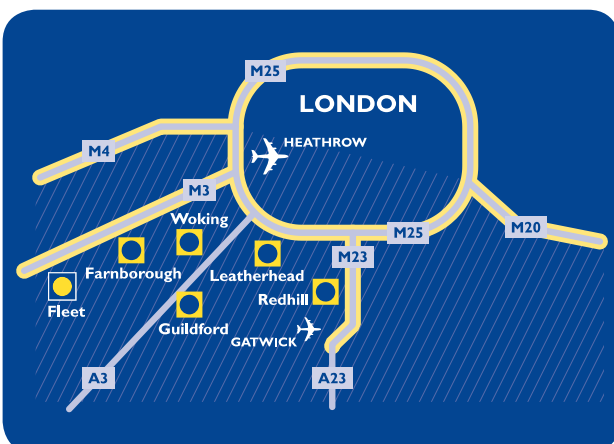 M25
LONDON
HEATHROW
M4
M3
Woking
M25
M20
Farnborough
Leatherhead
M23
Redhill
Fleet
Guildford
GATWICK
A3
A23